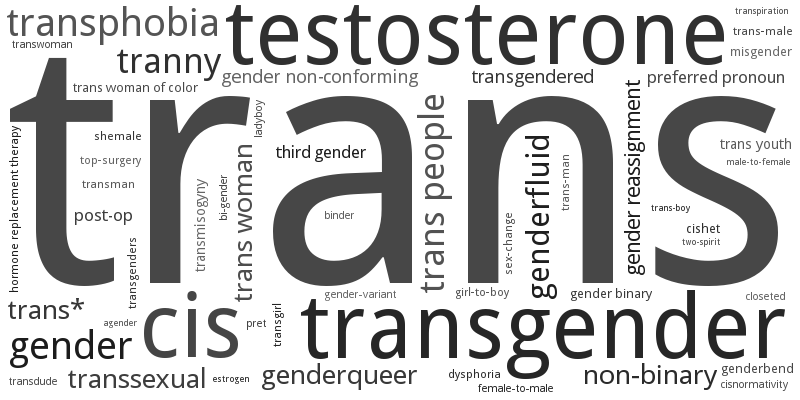 transphobia
testosterone
transpiration
trans-male
transwoman
tranny
misgender
gender non-conforming
transgendered
preferred pronoun
trans woman of color
trans
ladyboy
shemale
hormone replacement therapy
top-surgery
transman
post-op
third gender
trans people
genderfluid
trans-man
gender reassignment
trans youth
male-to-female
transmisogyny
bi-gender
trans woman
binder
sex-change
trans-boy
cishet
two-spirit
transgenders
gender-variant
girl-to-boy
gender binary
closeted
trans*
agender
cis
pret
transgirl
transgender
gender
transsexual
transdude
estrogen
genderqueer
dysphoria
female-to-male
non-binary
genderbend
cisnormativity